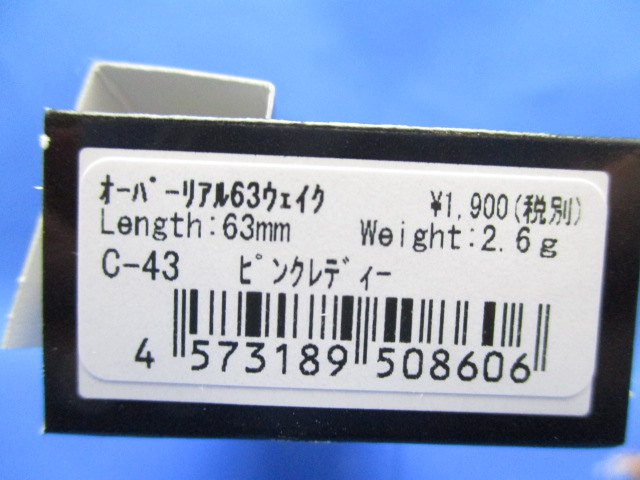 ｵｰﾊﾞｰﾘｱﾙ63ｳｪｲｸ ¥1,900(税別)
Length:63mm Weight:2.6g
C-43 ﾋﾟﾝｸﾚﾃﾞｨｰ
4 573189 508606